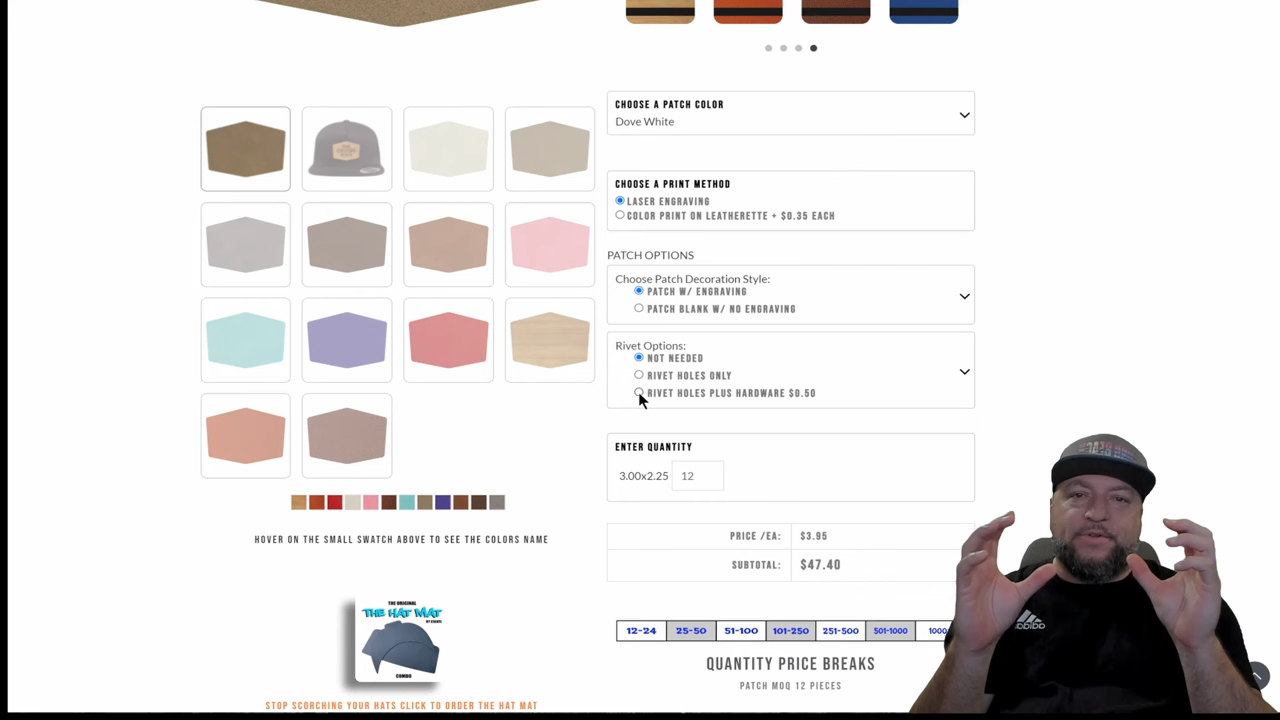 CHOOSE A PATCH COLOR
Dove White
CHOOSE A PRINT METHOD
LASER ENGRAVING
COLOR PRINT ON LEATHERETTE + $0.35 EACH
PATCH OPTIONS
Choose Patch Decoration Style:
PATCH W/ ENGRAVING
PATCH BLANK W/ NO ENGRAVING
Rivet Options:
NOT NEEDED
RIVET HOLES ONLY
RIVET HOLES PLUS HARDWARE $0.50
ENTER QUANTITY
3.00x2.25 12
PRICE /EA: $3.95
SUBTOTAL: $47.40
HOVER ON THE SMALL SWATCH ABOVE TO SEE THE COLORS NAME
THE ORIGINAL
THE HAT MAT
COMBO
STOP SCORCHING YOUR HATS CLICK TO ORDER THE HAT MAT
12-24 25-50 51-100 101-250 251-500 501-1000 1000
QUANTITY PRICE BREAKS
PATCH MOQ 12 PIECES
adidas